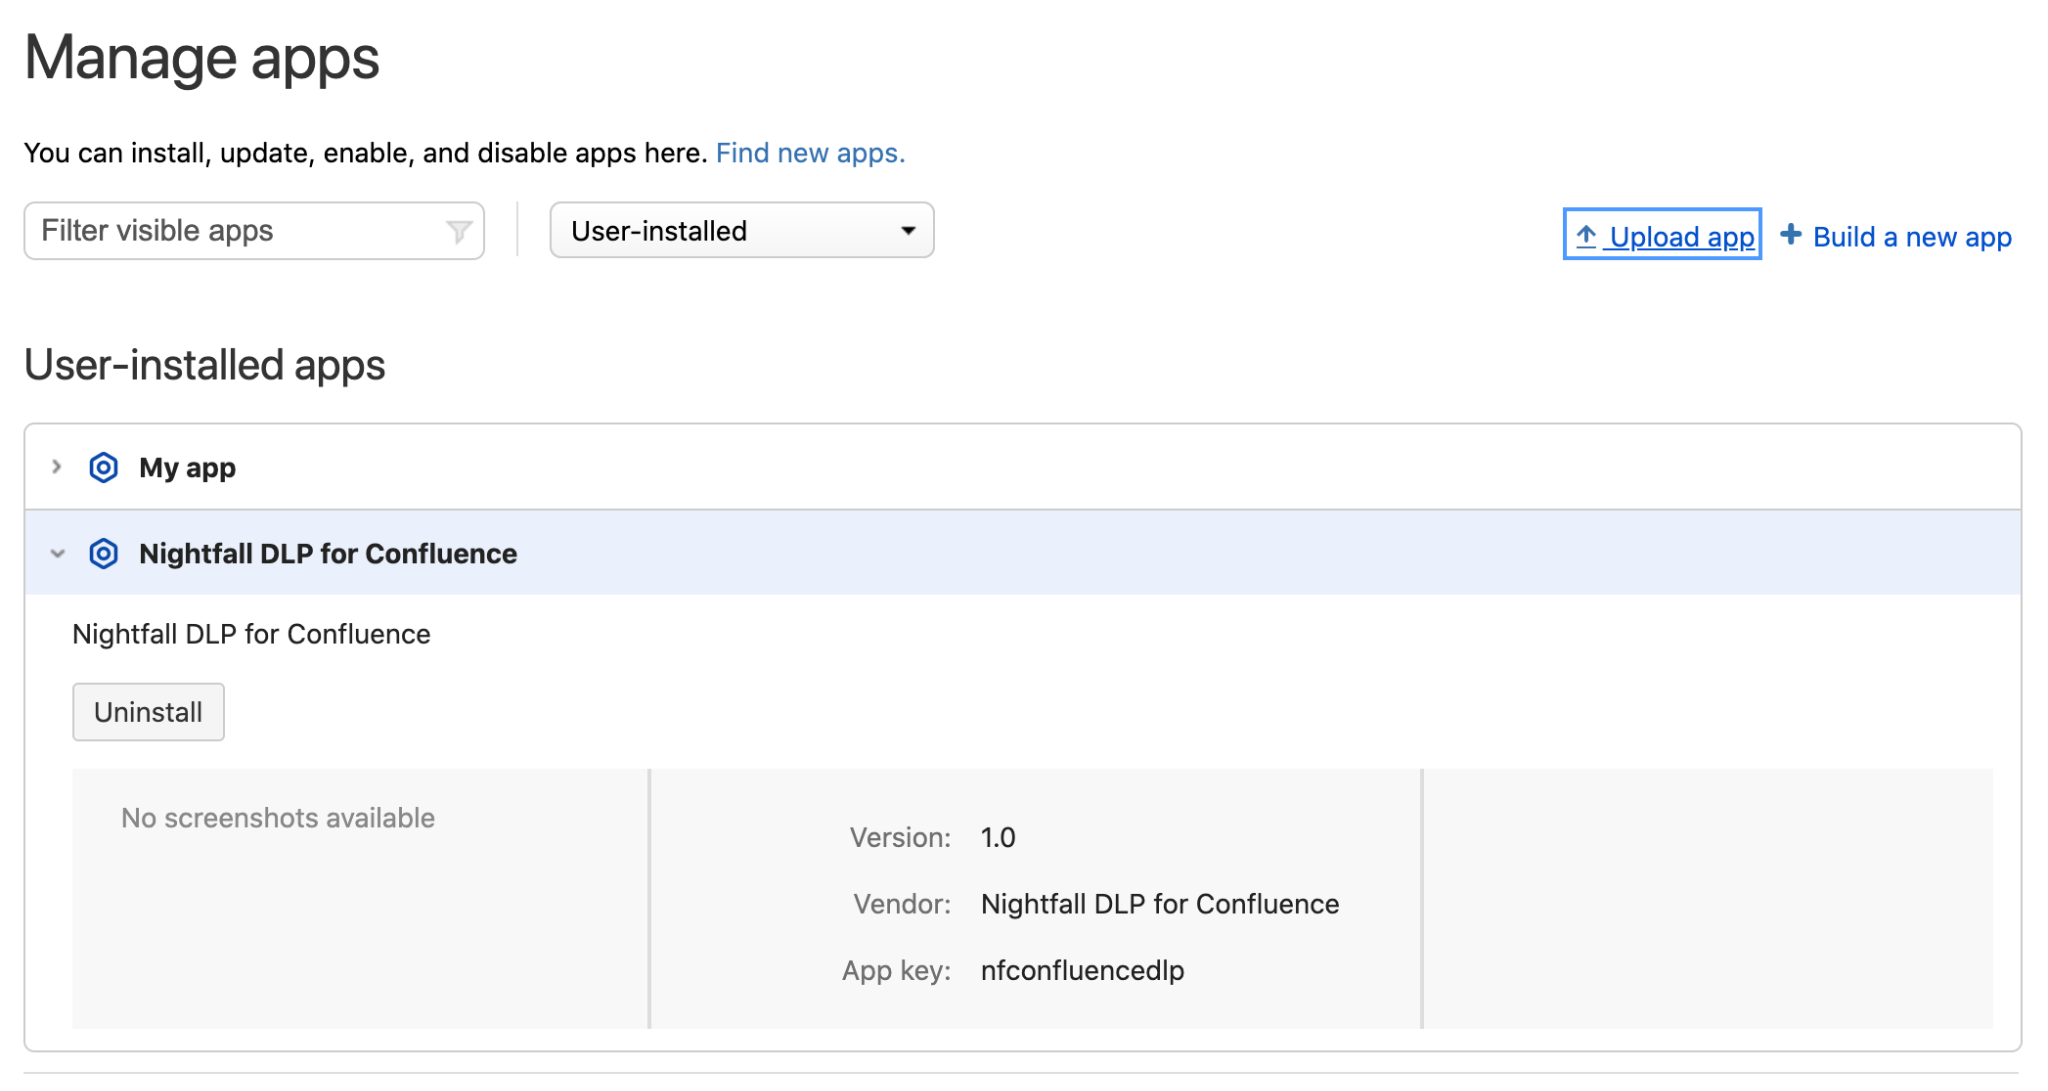 Manage apps
You can install, update, enable, and disable apps here. Find new apps.
Filter visible apps
User-installed
Upload app
Build a new app
User-installed apps
My app
Nightfall DLP for Confluence
Nightfall DLP for Confluence
Uninstall
No screenshots available
Version: 1.0
Vendor: Nightfall DLP for Confluence
App key: nfconfluencedlp